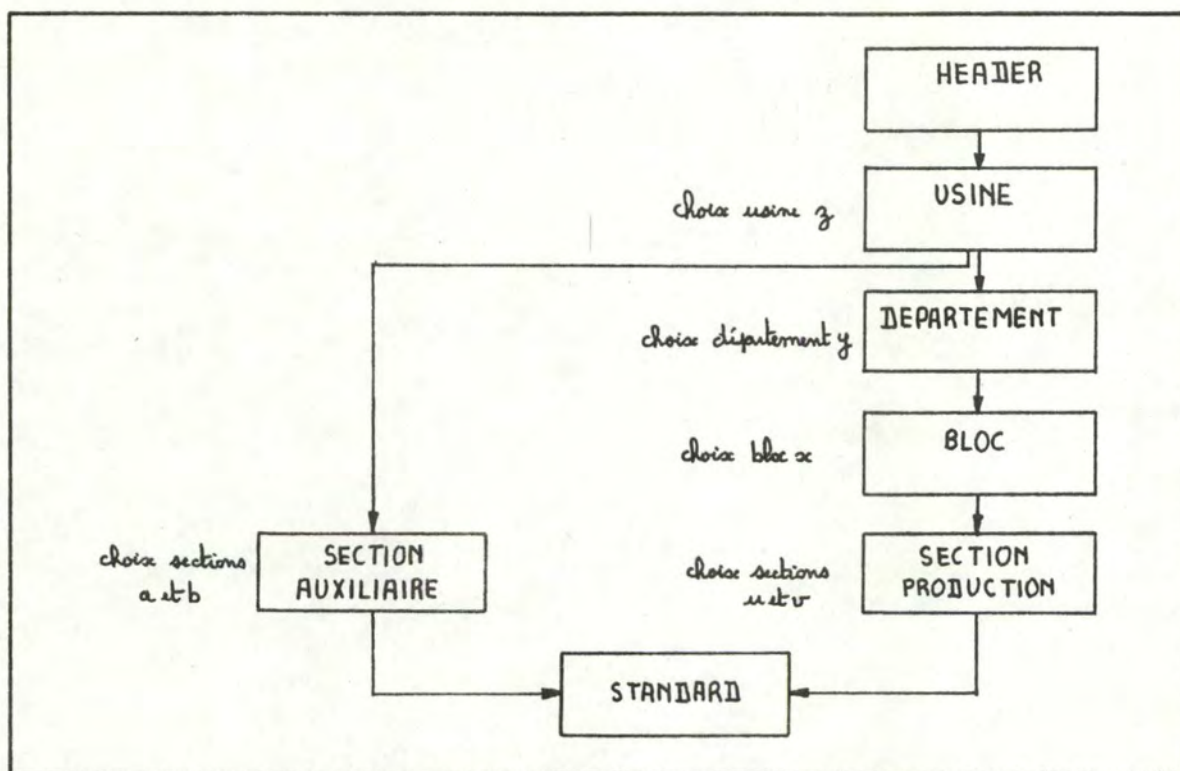 HEADER
USINE
choix usine z
DEPARTEMENT
choix département y
BLOC
choix bloc x
SECTION
AUXILIAIRE
choix sections
a et b
SECTION
PRODUCTION
choix sections
u et v
STANDARD